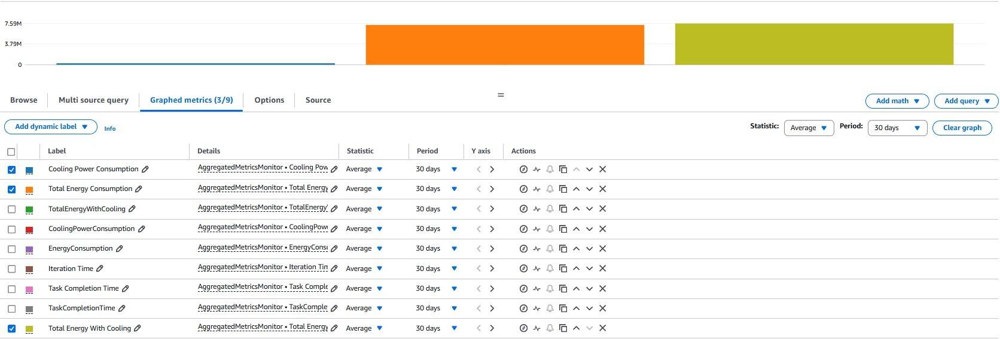 7.59M
3.79M
0
Browse Multi source query Graphed metrics (3/9) Options Source = Add math Add query
Add dynamic label Info Statistic: Average Period: 30 days Clear graph
Label Details Statistic Period Y axis Actions
Cooling Power Consumption AggregatedMetricsMonitor • Cooling Pow Average 30 days
Total Energy Consumption AggregatedMetricsMonitor • Total Energy Average 30 days
TotalEnergyWithCooling AggregatedMetricsMonitor • TotalEnergy Average 30 days
CoolingPowerConsumption AggregatedMetricsMonitor • CoolingPow Average 30 days
EnergyConsumption AggregatedMetricsMonitor • EnergyConsu Average 30 days
Iteration Time AggregatedMetricsMonitor • Iteration Tim Average 30 days
Task Completion Time AggregatedMetricsMonitor • Task Comple Average 30 days
TaskCompletionTime AggregatedMetricsMonitor • TaskComple Average 30 days
Total Energy With Cooling AggregatedMetricsMonitor • Total Energy Average 30 days